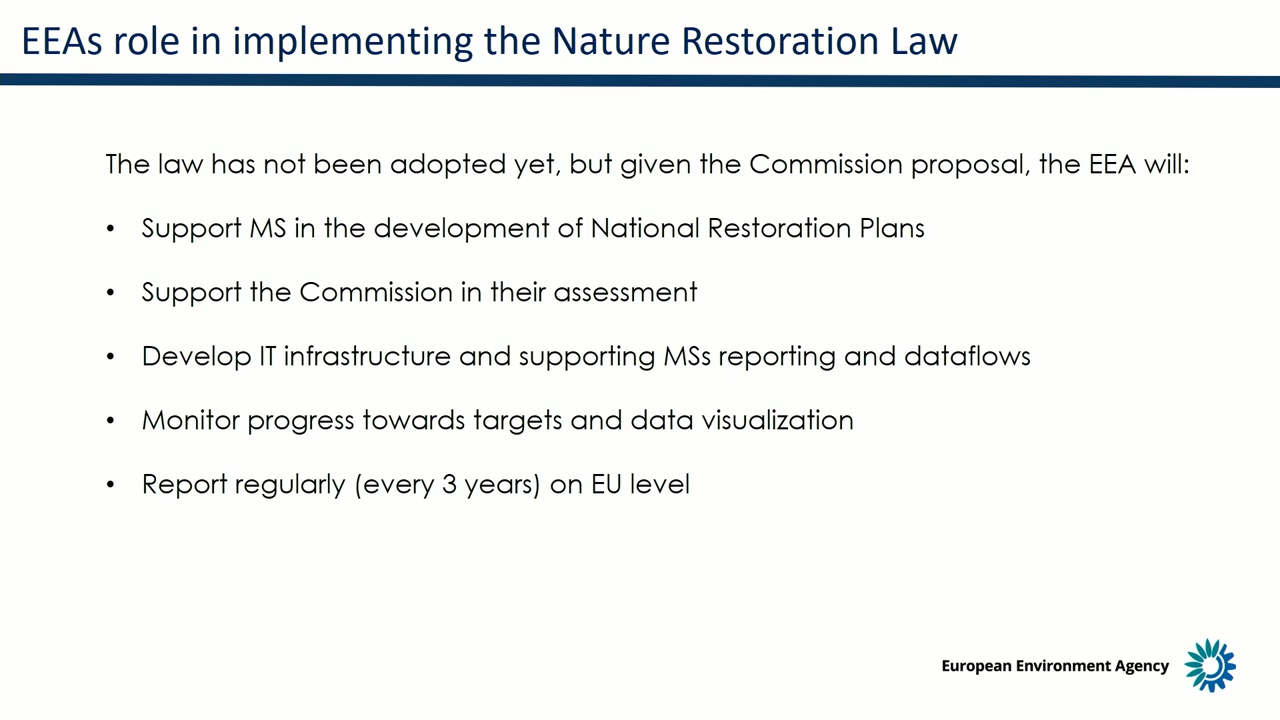 EEAs role in implementing the Nature Restoration Law
The law has not been adopted yet, but given the Commission proposal, the EEA will:
• Support MS in the development of National Restoration Plans
• Support the Commission in their assessment
• Develop IT infrastructure and supporting MSs reporting and dataflows
• Monitor progress towards targets and data visualization
• Report regularly (every 3 years) on EU level
European Environment Agency